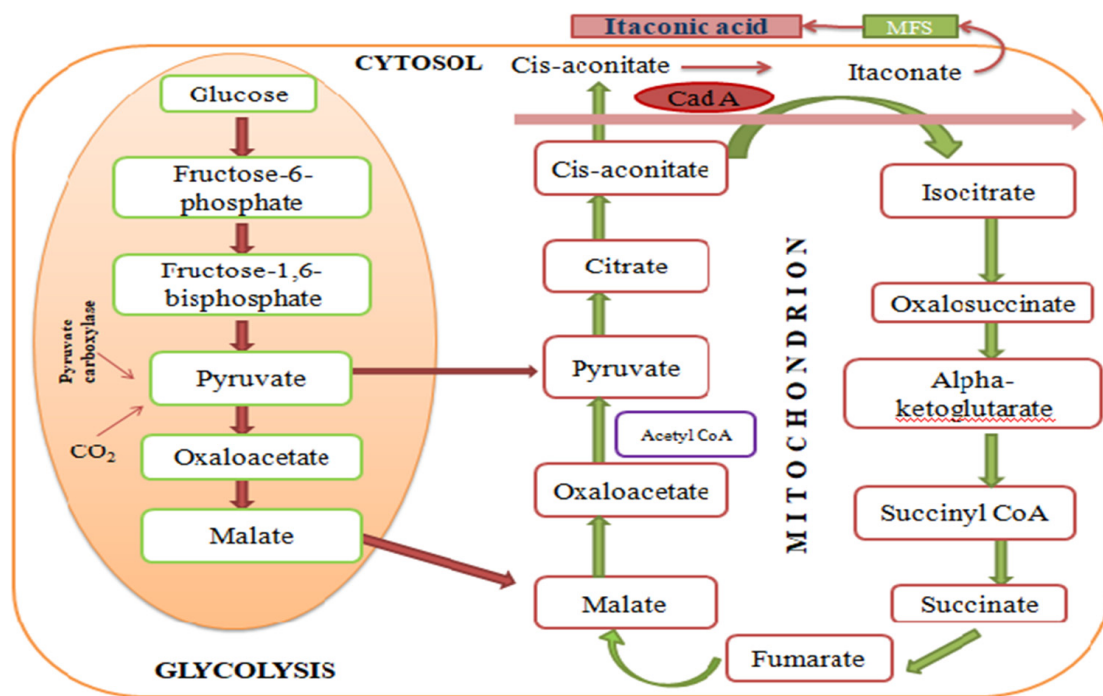 Itaconic acid
MFS
CYTOSOL
Cis-aconitate
Itaconate
Cad A
Glucose
Fructose-6-
phosphate
Fructose-1,6-
bisphosphate
Pyruvate
carboxylase
Pyruvate
CO₂
Oxaloacetate
Malate
GLYCOLYSIS
Cis-aconitate
Citrate
Pyruvate
Acetyl CoA
Oxaloacetate
Malate
MITOCHONDRION
Isocitrate
Oxalosuccinate
Alpha-
ketoglutarate
Succinyl CoA
Succinate
Fumarate